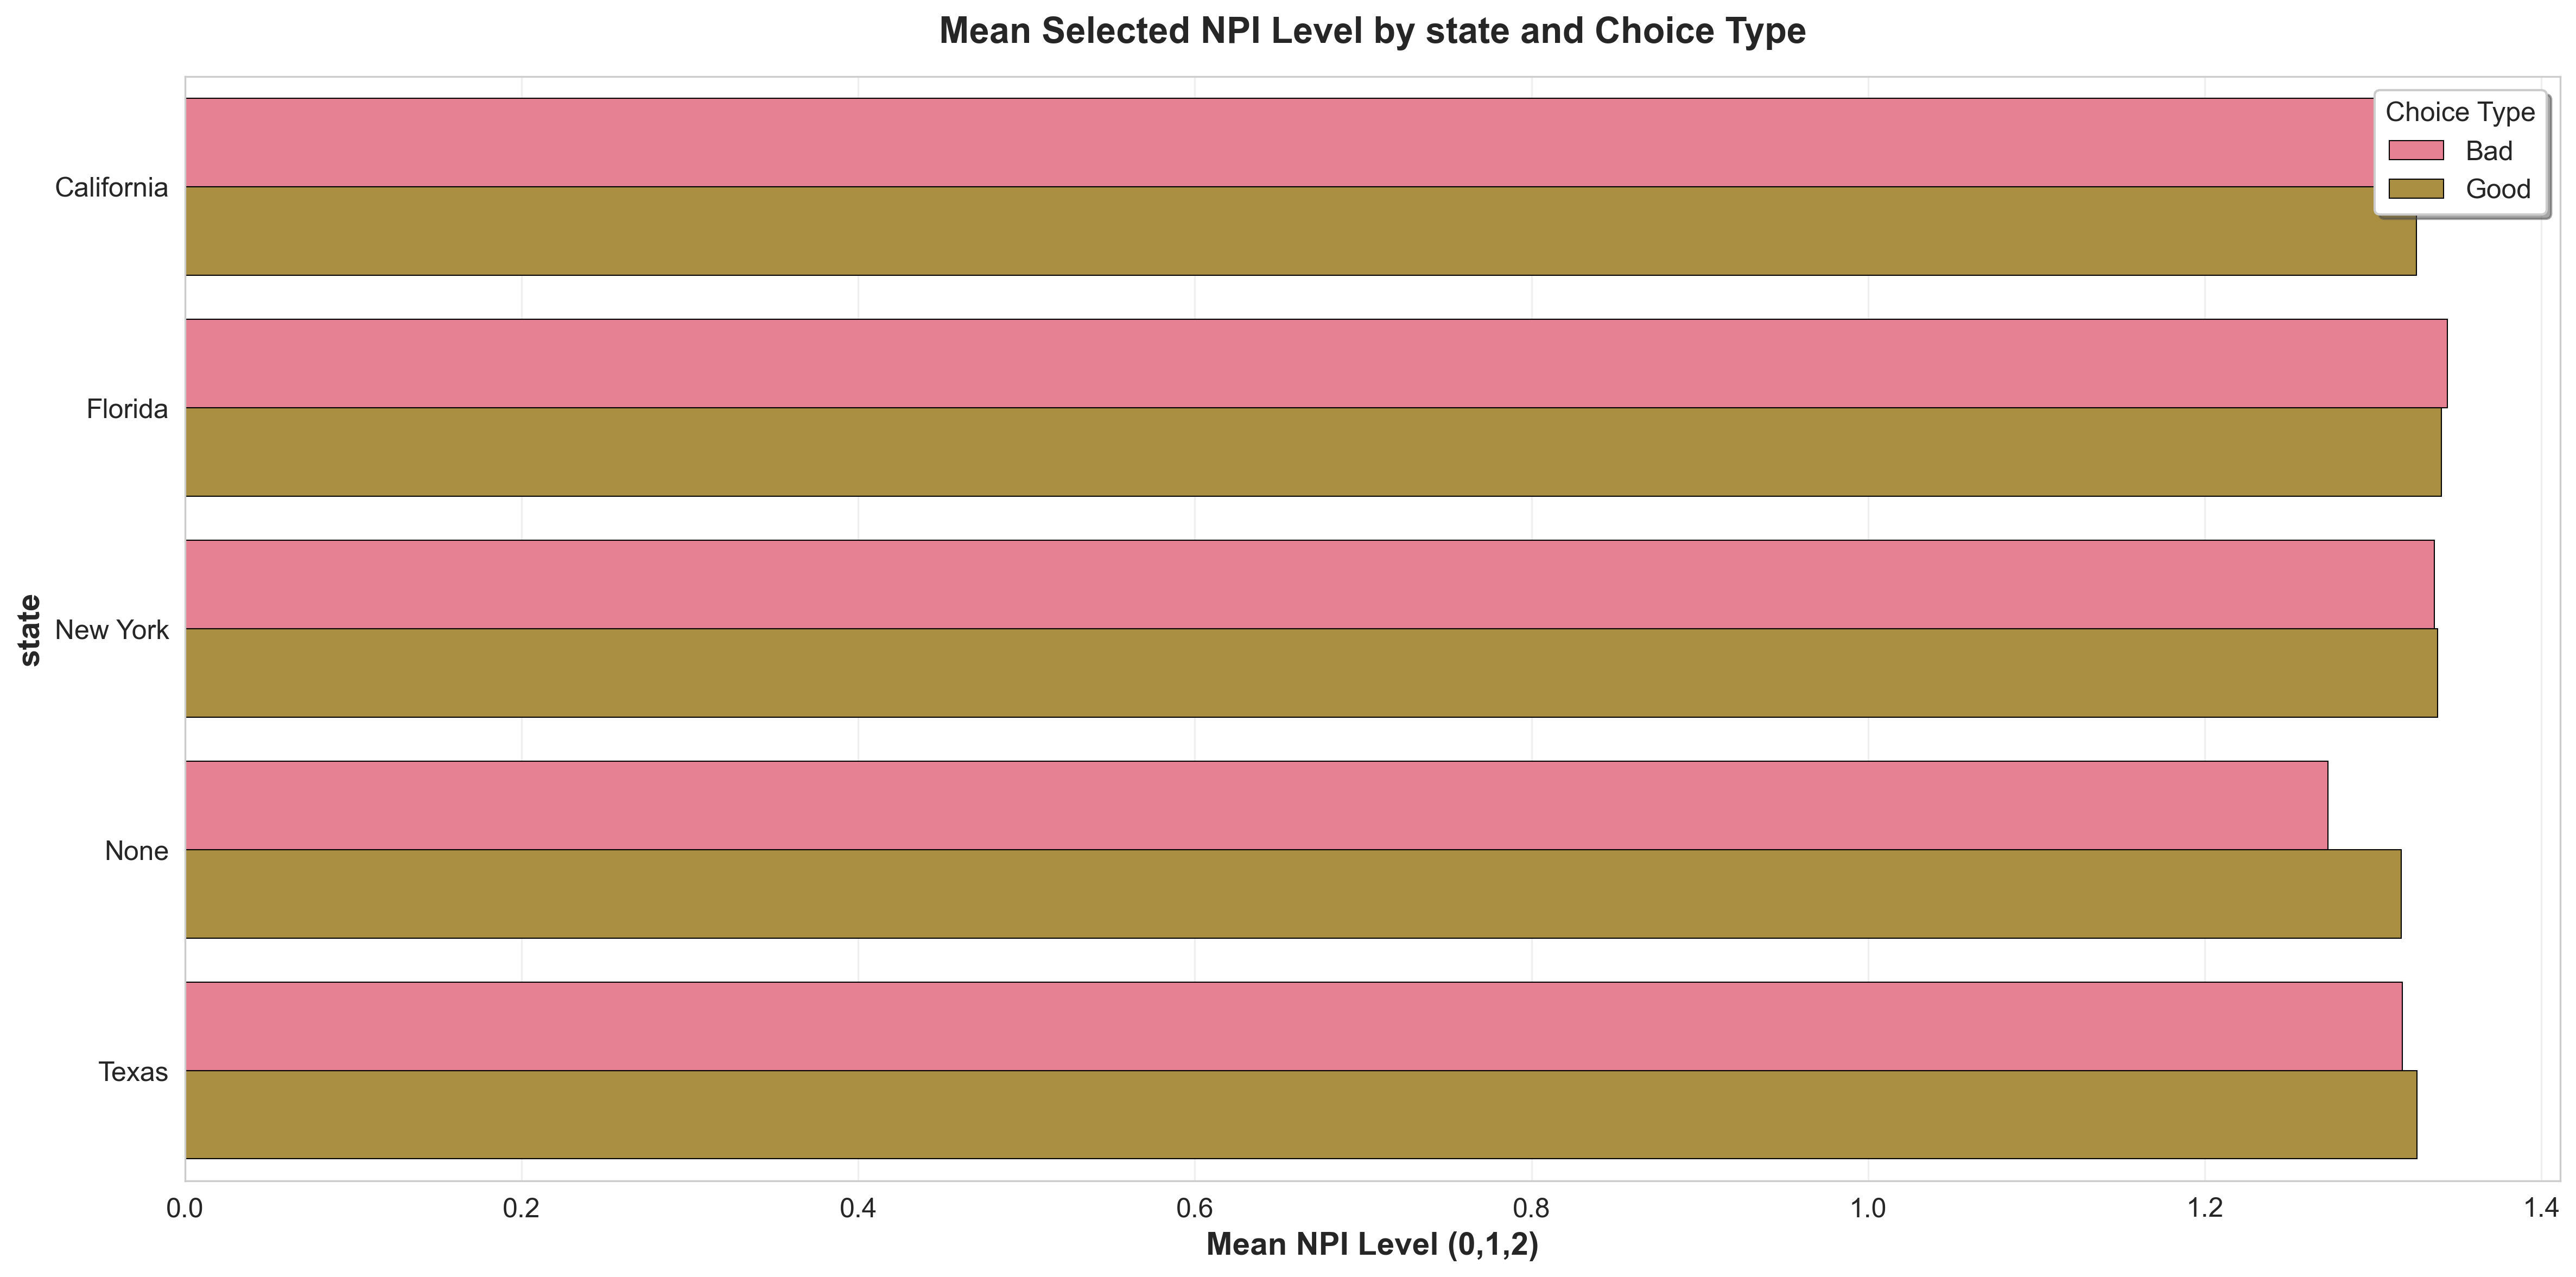 Mean Selected NPI Level by state and Choice Type
Choice Type
Bad
Good
California
Florida
New York
None
Texas
state
0.0 0.2 0.4 0.6 0.8 1.0 1.2 1.4
Mean NPI Level (0,1,2)